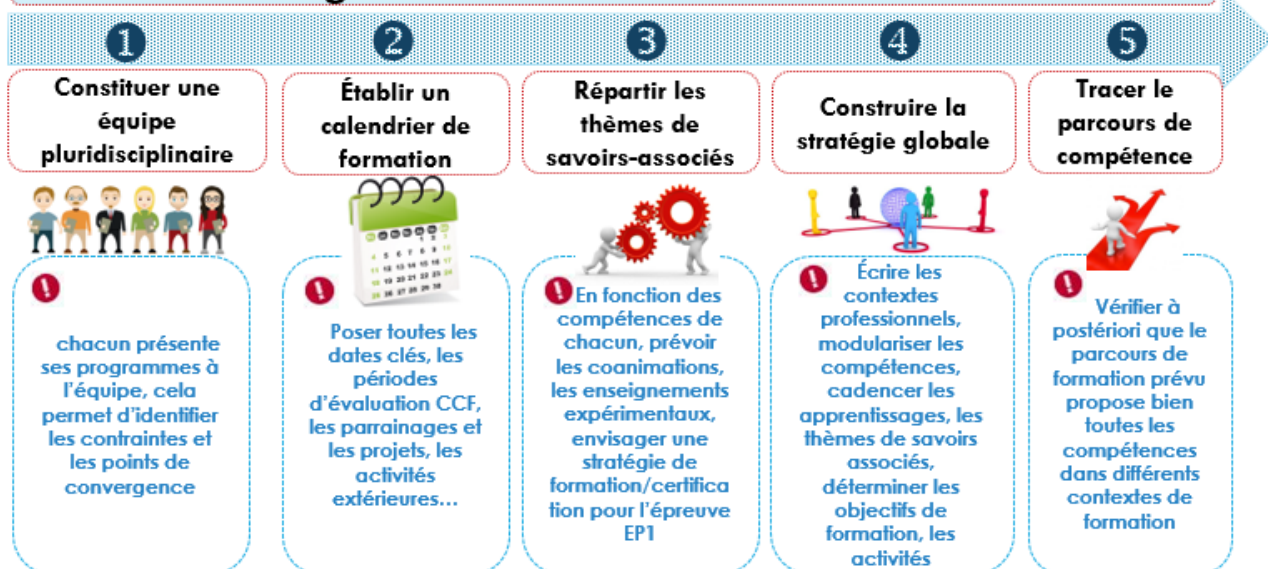 1
2
3
4
5
Constituer une
équipe
pluridisciplinaire
Établir un
calendrier de
formation
Répartir les
thèmes de
savoirs-associés
Construire la
stratégie globale
Tracer le
parcours de
compétence
chacun présente
ses programmes à
l'équipe, cela
permet d'identifier
les contraintes et
les points de
convergence
Poser toutes les
dates clés, les
périodes
d'évaluation CCF,
les parrainages et
les projets, les
activités
extérieures...
En fonction des
compétences de
chacun, prévoir
les coanimations,
les enseignements
expérimentaux,
envisager une
stratégie de
formation/certifica
tion pour l'épreuve
EP1
Écrire les
contextes
professionnels,
modulariser les
compétences,
cadencer les
apprentissages, les
thèmes de savoirs
associés,
déterminer les
objectifs de
formation, les
activités
Vérifier à
postériori que le
parcours de
formation prévu
propose bien
toutes les
compétences
dans différents
contextes de
formation